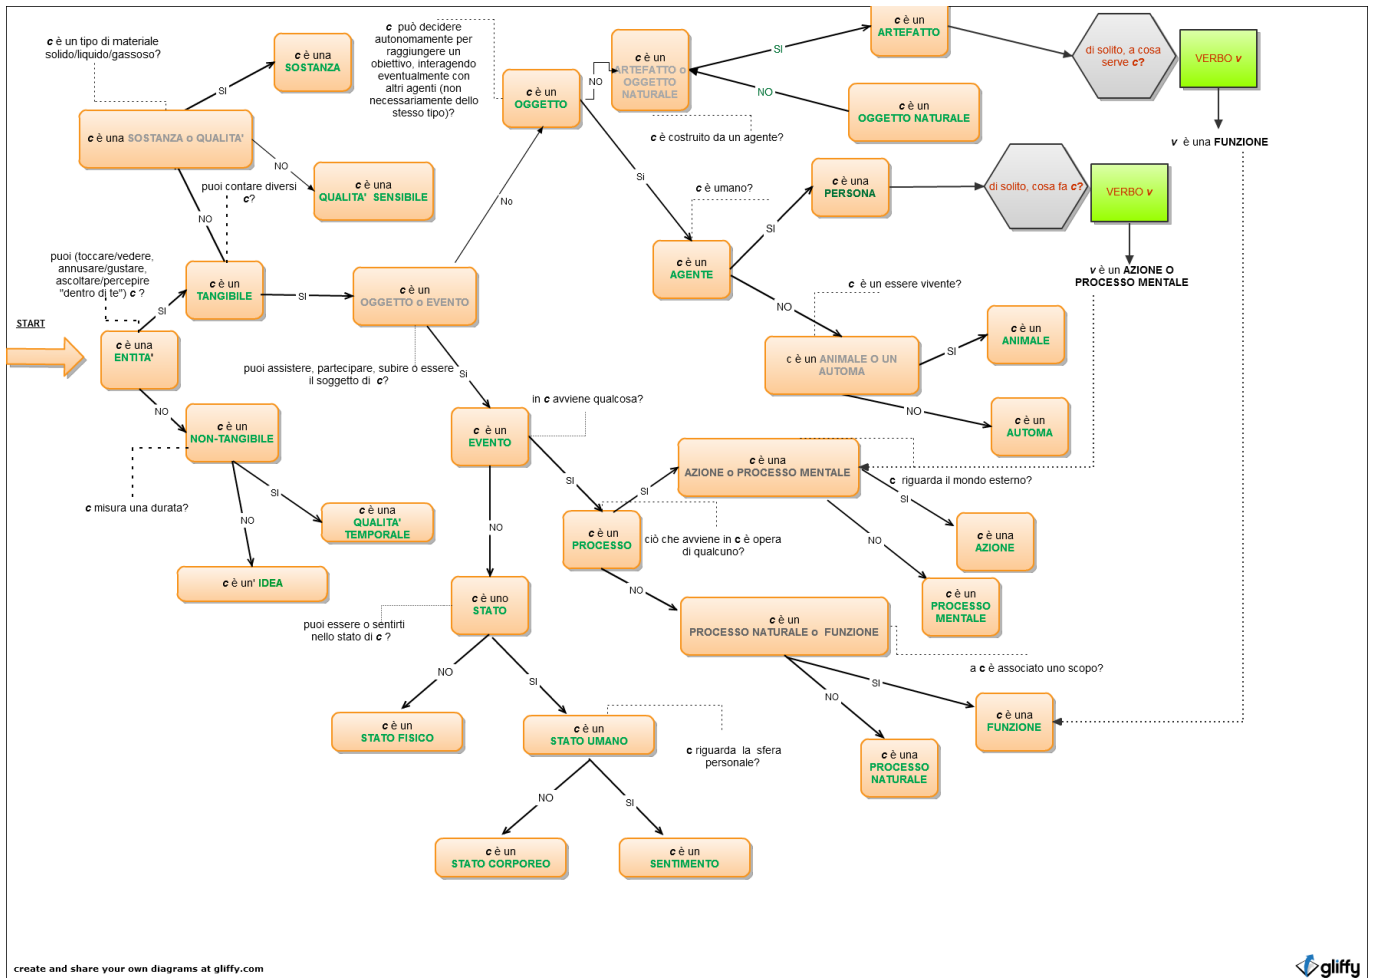 c è un
ARTEFATTO
di solito, a cosa
serve c?
VERBO v
v è una FUNZIONE
c può decidere
autonomamente per
raggiungere un
obiettivo, interagendo
eventualmente con
altri agenti (non
necessariamente dello
stesso tipo)?
c è un
ARTEFATTO o
OGGETTO
NATURALE
SI
NO
NO
c è un
OGGETTO NATURALE
c è costruito da un agente?
c è un tipo di materiale
solido/liquido/gassoso?
c è una
SOSTANZA
SI
c è una SOSTANZA o QUALITA'
NO
c è una
QUALITA' SENSIBILE
c è un
OGGETTO
Si
No
puoi contare diversi
c?
NO
c è umano?
c è una
PERSONA
di solito, cosa fa c?
VERBO v
v è un AZIONE O
PROCESSO MENTALE
c è un
AGENTE
SI
NO
c è un essere vivente?
c è un ANIMALE O UN
AUTOMA
SI
c è un
ANIMALE
NO
c è un
AUTOMA
puoi (toccare/vedere,
annusare/gustare,
ascoltare/percepire
"dentro di te") c ?
START
c è una
ENTITA'
SI
c è un
TANGIBILE
SI
c è un
OGGETTO o EVENTO
puoi assistere, partecipare, subire o essere
il soggetto di c?
Si
NO
c è un
NON-TANGIBILE
c misura una durata?
SI
NO
c è una
QUALITA'
TEMPORALE
c è un' IDEA
in c avviene qualcosa?
c è un
EVENTO
SI
NO
c è un
PROCESSO
ciò che avviene in c è opera
di qualcuno?
SI
c è una
AZIONE o PROCESSO MENTALE
c riguarda il mondo esterno?
SI
c è una
AZIONE
NO
c è un
PROCESSO
MENTALE
NO
c è un
PROCESSO NATURALE o FUNZIONE
a c è associato uno scopo?
SI
NO
c è una
FUNZIONE
c è una
PROCESSO
NATURALE
c è uno
STATO
puoi essere o sentirti
nello stato di c ?
NO
SI
c è un
STATO FISICO
c è un
STATO UMANO
c riguarda la sfera
personale?
NO
SI
c è un
STATO CORPOREO
c è un
SENTIMENTO
create and share your own diagrams at gliffy.com
gliffy